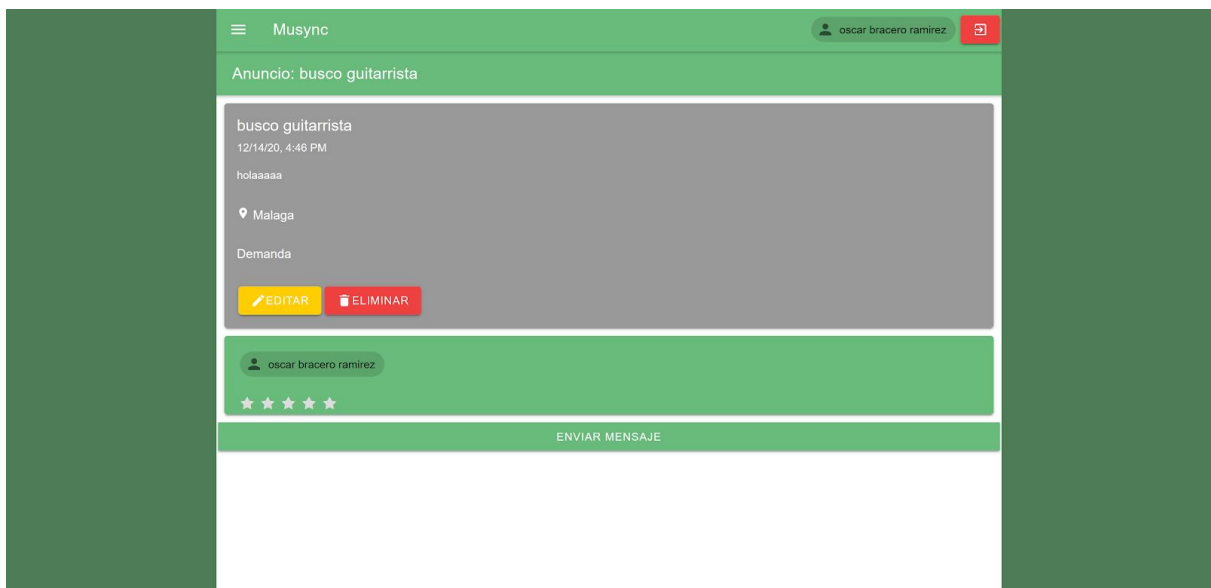 Musync
oscar bracero ramirez
Anuncio: busco guitarrista
busco guitarrista
12/14/20, 4:46 PM
holaaaaa
Malaga
Demanda
EDITAR
ELIMINAR
oscar bracero ramirez
ENVIAR MENSAJE